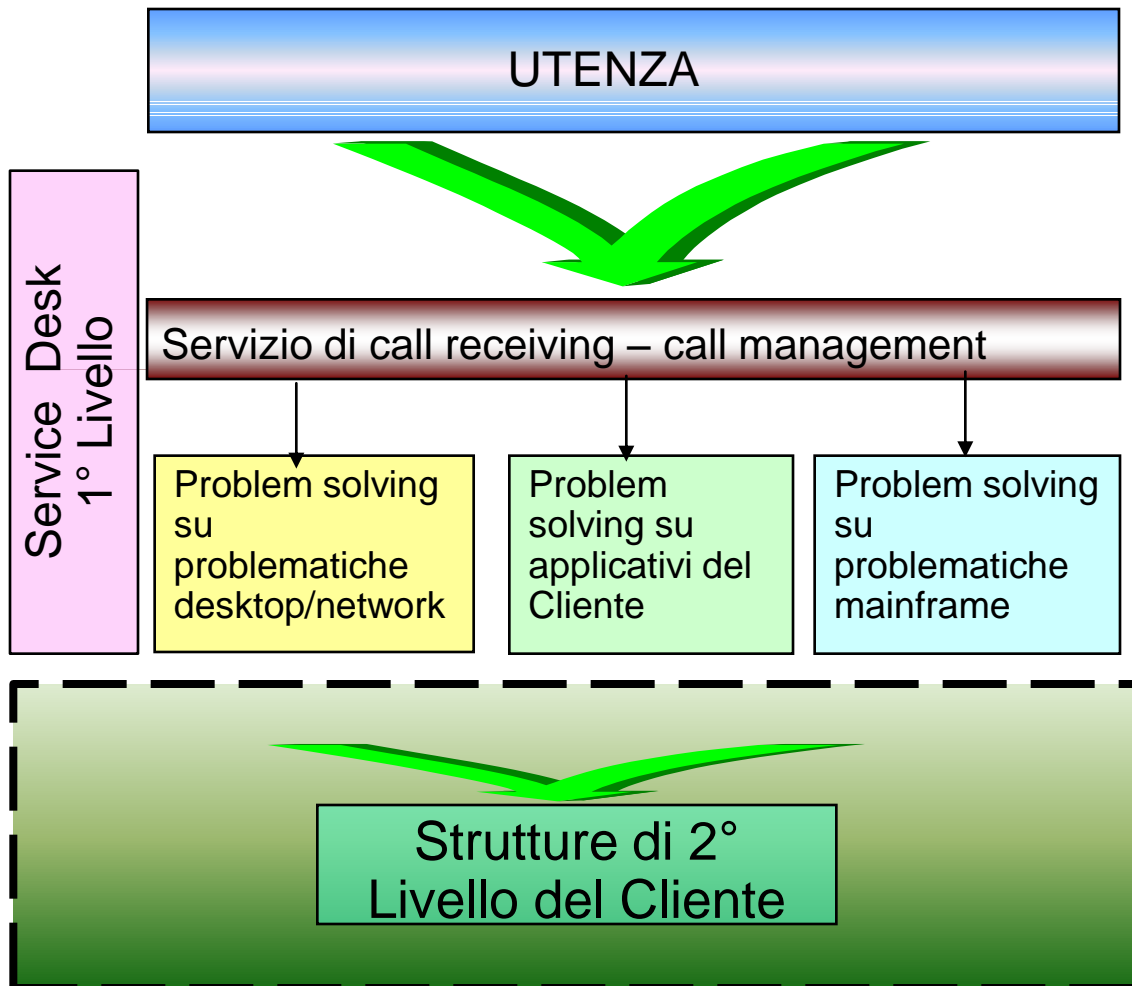 UTENZA
Service Desk
1° Livello
Servizio di call receiving – call management
Problem solving
su
problematiche
desktop/network
Problem
solving su
applicativi del
Cliente
Problem solving
su
problematiche
mainframe
Strutture di 2°
Livello del Cliente